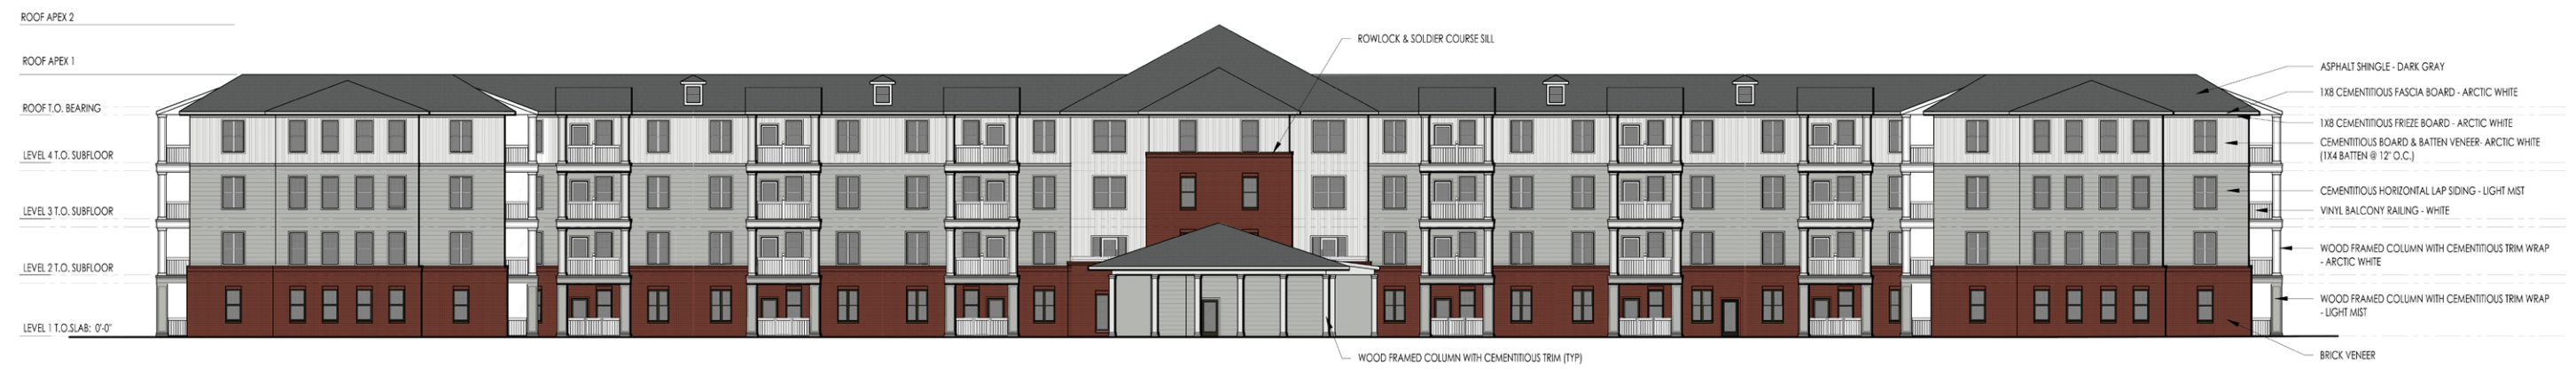 ROOF APEX 2
ROOF APEX 1
ROOF T.O. BEARING
LEVEL 4 T.O. SUBFLOOR
LEVEL 3 T.O. SUBFLOOR
LEVEL 2 T.O. SUBFLOOR
LEVEL 1 T.O.SLAB: 0'-0"
ROWLOCK & SOLDIER COURSE SILL
WOOD FRAMED COLUMN WITH CEMENTITIOUS TRIM (TYP)
ASPHALT SHINGLE - DARK GRAY
1X8 CEMENTITIOUS FASCIA BOARD - ARCTIC WHITE
1X8 CEMENTITIOUS FRIEZE BOARD - ARCTIC WHITE
CEMENTITIOUS BOARD & BATTEN VENEER- ARCTIC WHITE
(1X4 BATTEN @ 12" O.C.)
CEMENTITIOUS HORIZONTAL LAP SIDING - LIGHT MIST
VINYL BALCONY RAILING - WHITE
WOOD FRAMED COLUMN WITH CEMENTITIOUS TRIM WRAP
- ARCTIC WHITE
WOOD FRAMED COLUMN WITH CEMENTITIOUS TRIM WRAP
- LIGHT MIST
BRICK VENEER